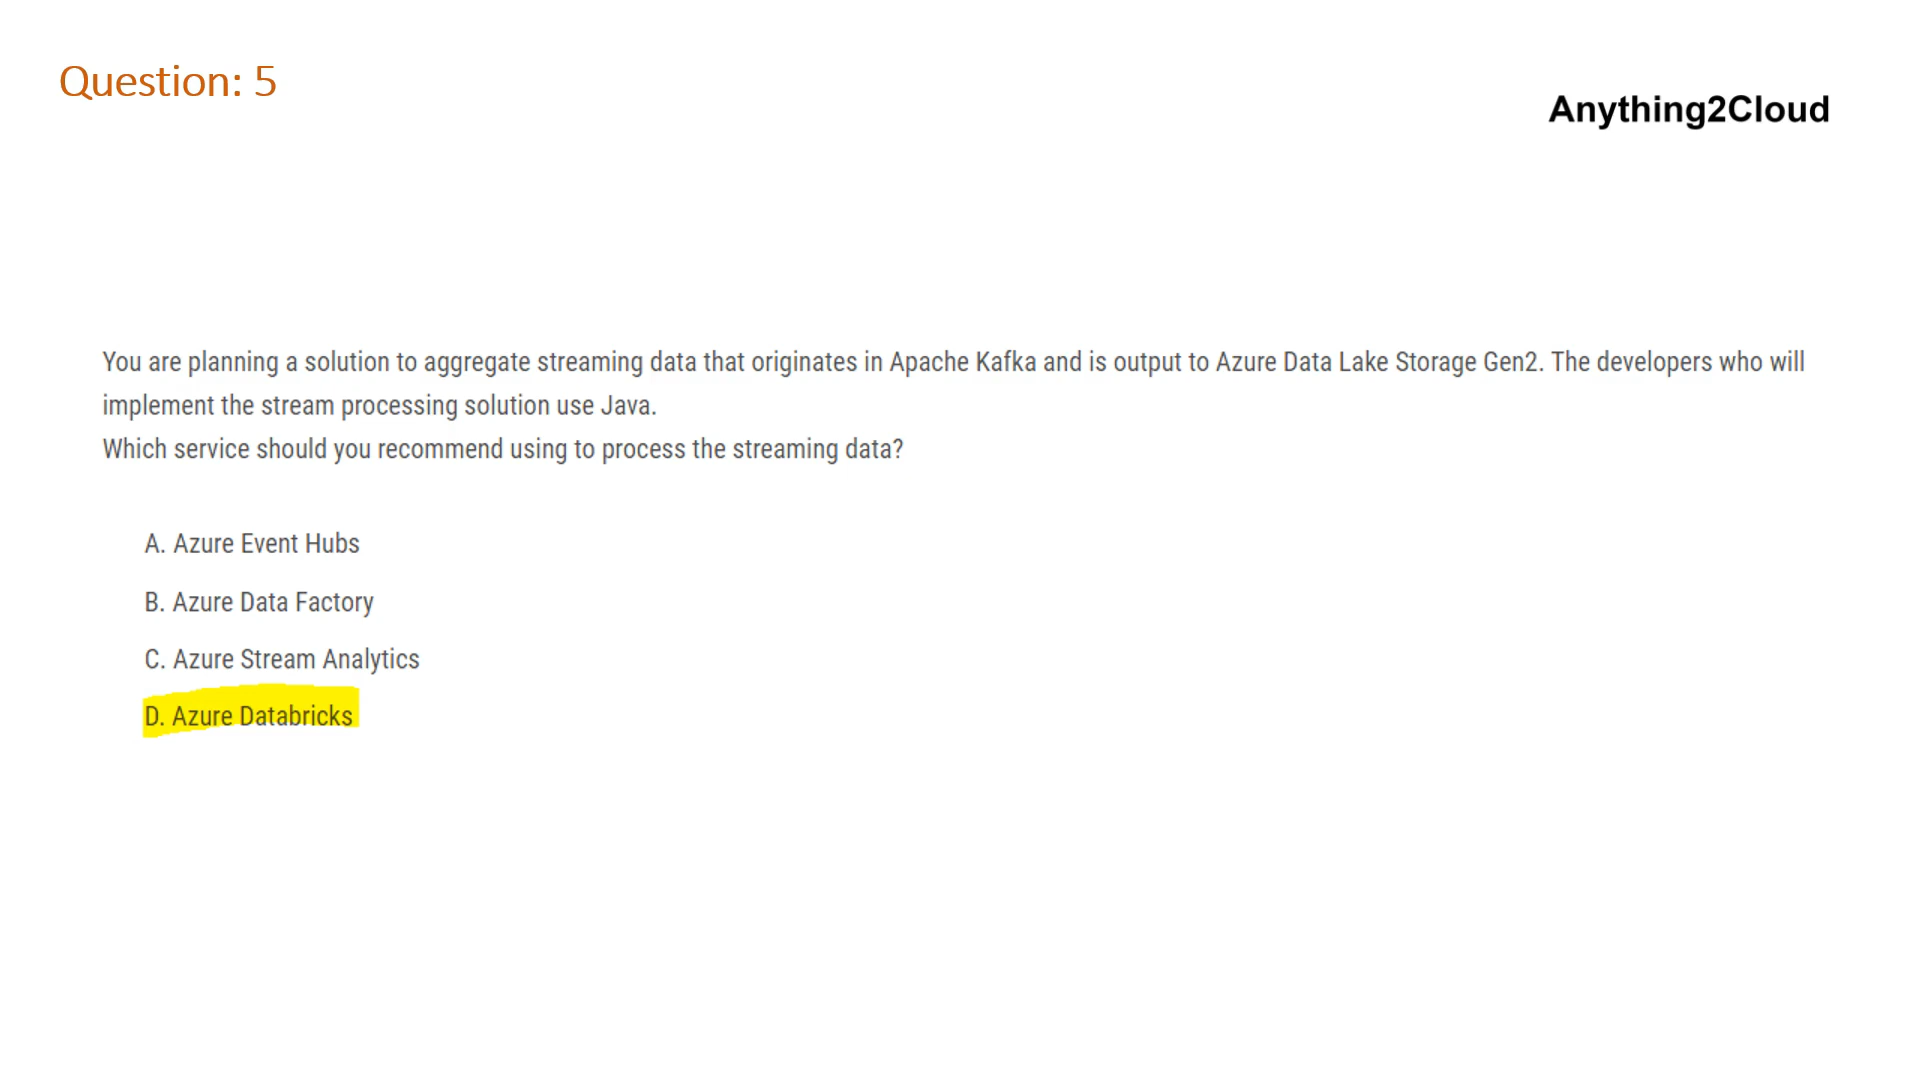 Question: 5
Anything2Cloud
You are planning a solution to aggregate streaming data that originates in Apache Kafka and is output to Azure Data Lake Storage Gen2. The developers who will
implement the stream processing solution use Java.
Which service should you recommend using to process the streaming data?
A. Azure Event Hubs
B. Azure Data Factory
C. Azure Stream Analytics
D. Azure Databricks